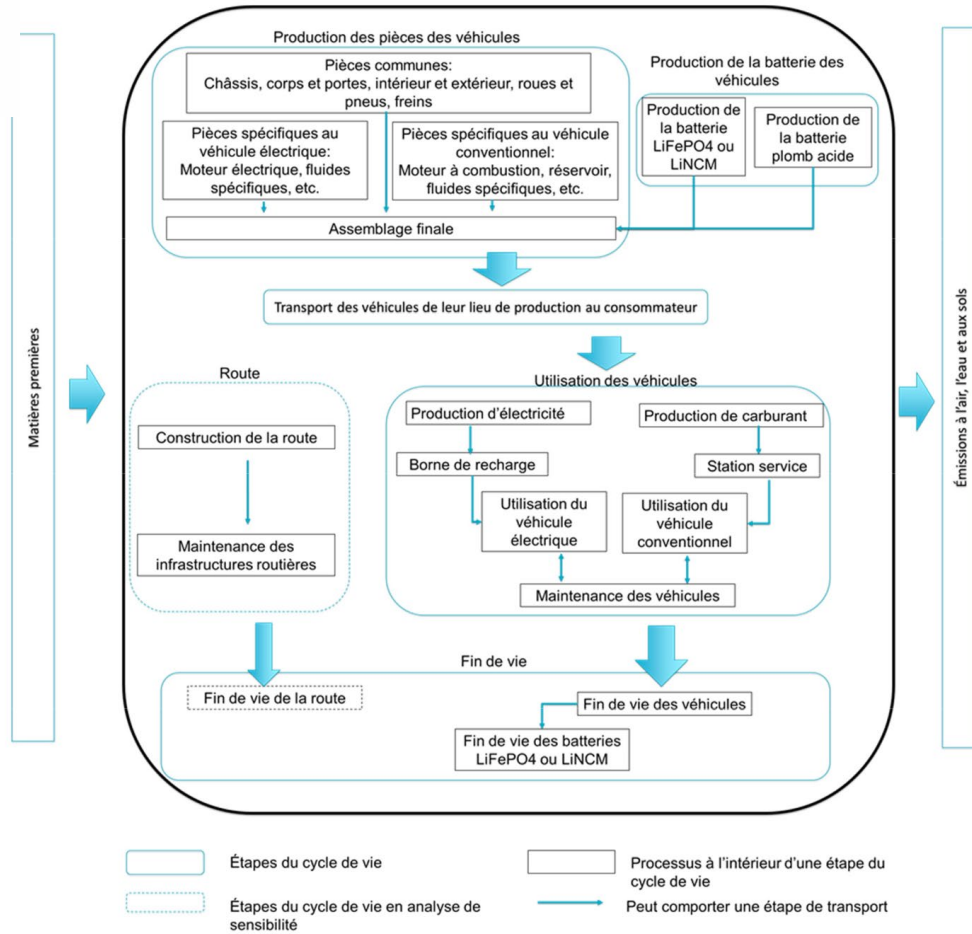 Production des pièces des véhicules
Pièces communes:
Châssis, corps et portes, intérieur et extérieur, roues et
pneus, freins
Pièces spécifiques au
véhicule électrique:
Moteur électrique, fluides
spécifiques, etc.
Pièces spécifiques au véhicule
conventionnel:
Moteur à combustion, réservoir,
fluides spécifiques, etc.
Assemblage finale
Production de la batterie des
véhicules
Production de
la batterie
LiFePO4 ou
LiNCM
Production de
la batterie
plomb acide
Transport des véhicules de leur lieu de production au consommateur
Matières premières
Route
Construction de la route
Maintenance des
infrastructures routières
Utilisation des véhicules
Production d'électricité
Borne de recharge
Utilisation du
véhicule
électrique
Production de carburant
Station service
Utilisation du
véhicule
conventionnel
Maintenance des véhicules
Émissions à l'air, l'eau et aux sols
Fin de vie
Fin de vie de la route
Fin de vie des véhicules
Fin de vie des batteries
LiFePO4 ou LiNCM
Étapes du cycle de vie
Étapes du cycle de vie en analyse de
sensibilité
Processus à l'intérieur d'une étape du
cycle de vie
Peut comporter une étape de transport